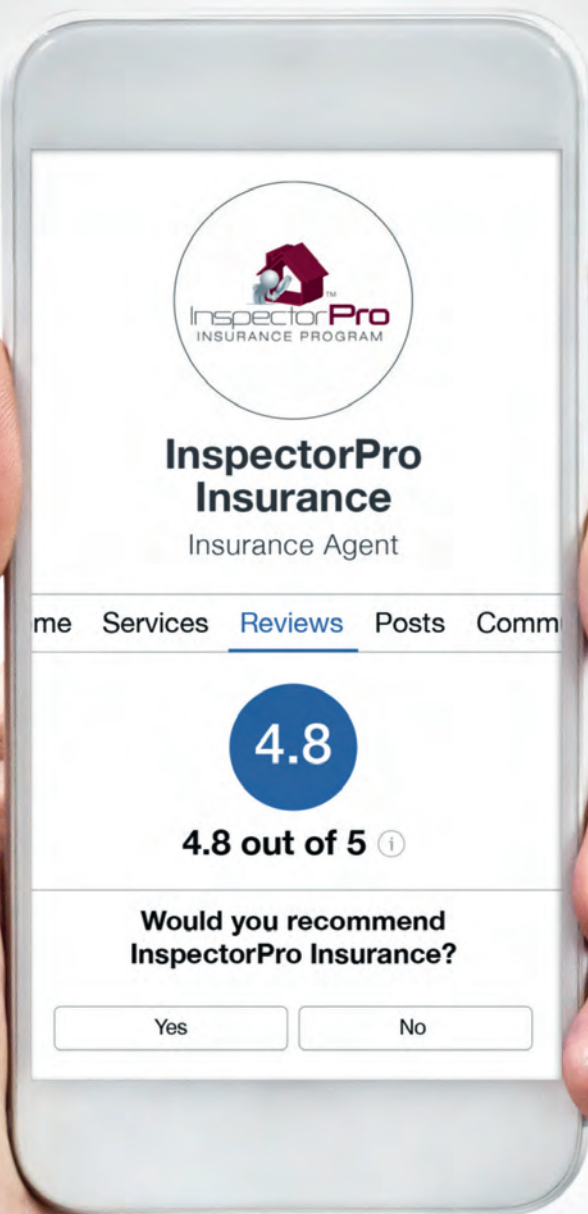 TM
InspectorPro
INSURANCE PROGRAM
InspectorPro
Insurance
Insurance Agent
me Services Reviews Posts Comm
4.8
4.8 out of 5 i
Would you recommend
InspectorPro Insurance?
Yes No